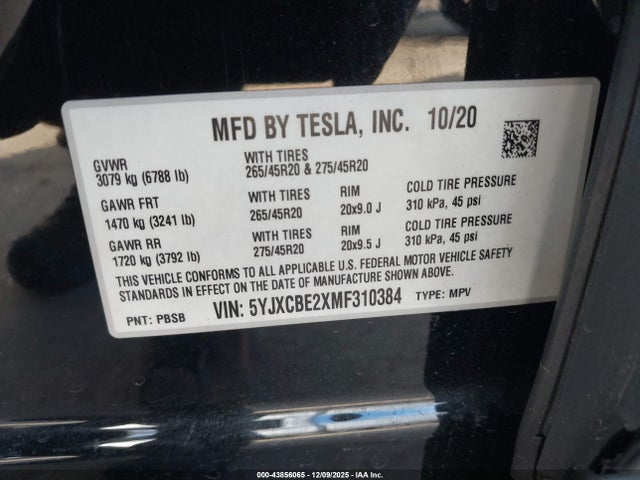 MFD BY TESLA, INC. 10/20
GVWR
3079 kg (6788 lb)
WITH TIRES
265/45R20 & 275/45R20
GAWR FRT
1470 kg (3241 lb)
WITH TIRES
265/45R20
RIM
20x9.0 J
COLD TIRE PRESSURE
310 kPa, 45 psi
GAWR RR
1720 kg (3792 lb)
WITH TIRES
275/45R20
RIM
20x9.5 J
COLD TIRE PRESSURE
310 kPa, 45 psi
THIS VEHICLE CONFORMS TO ALL APPLICABLE U.S. FEDERAL MOTOR VEHICLE SAFETY
STANDARDS IN EFFECT ON THE DATE OF MANUFACTURE SHOWN ABOVE.
PNT: PBSB VIN: 5YJXCBE2XMF310384 TYPE: MPV
000-43856065 - 12/09/2025 - IAAI.COM